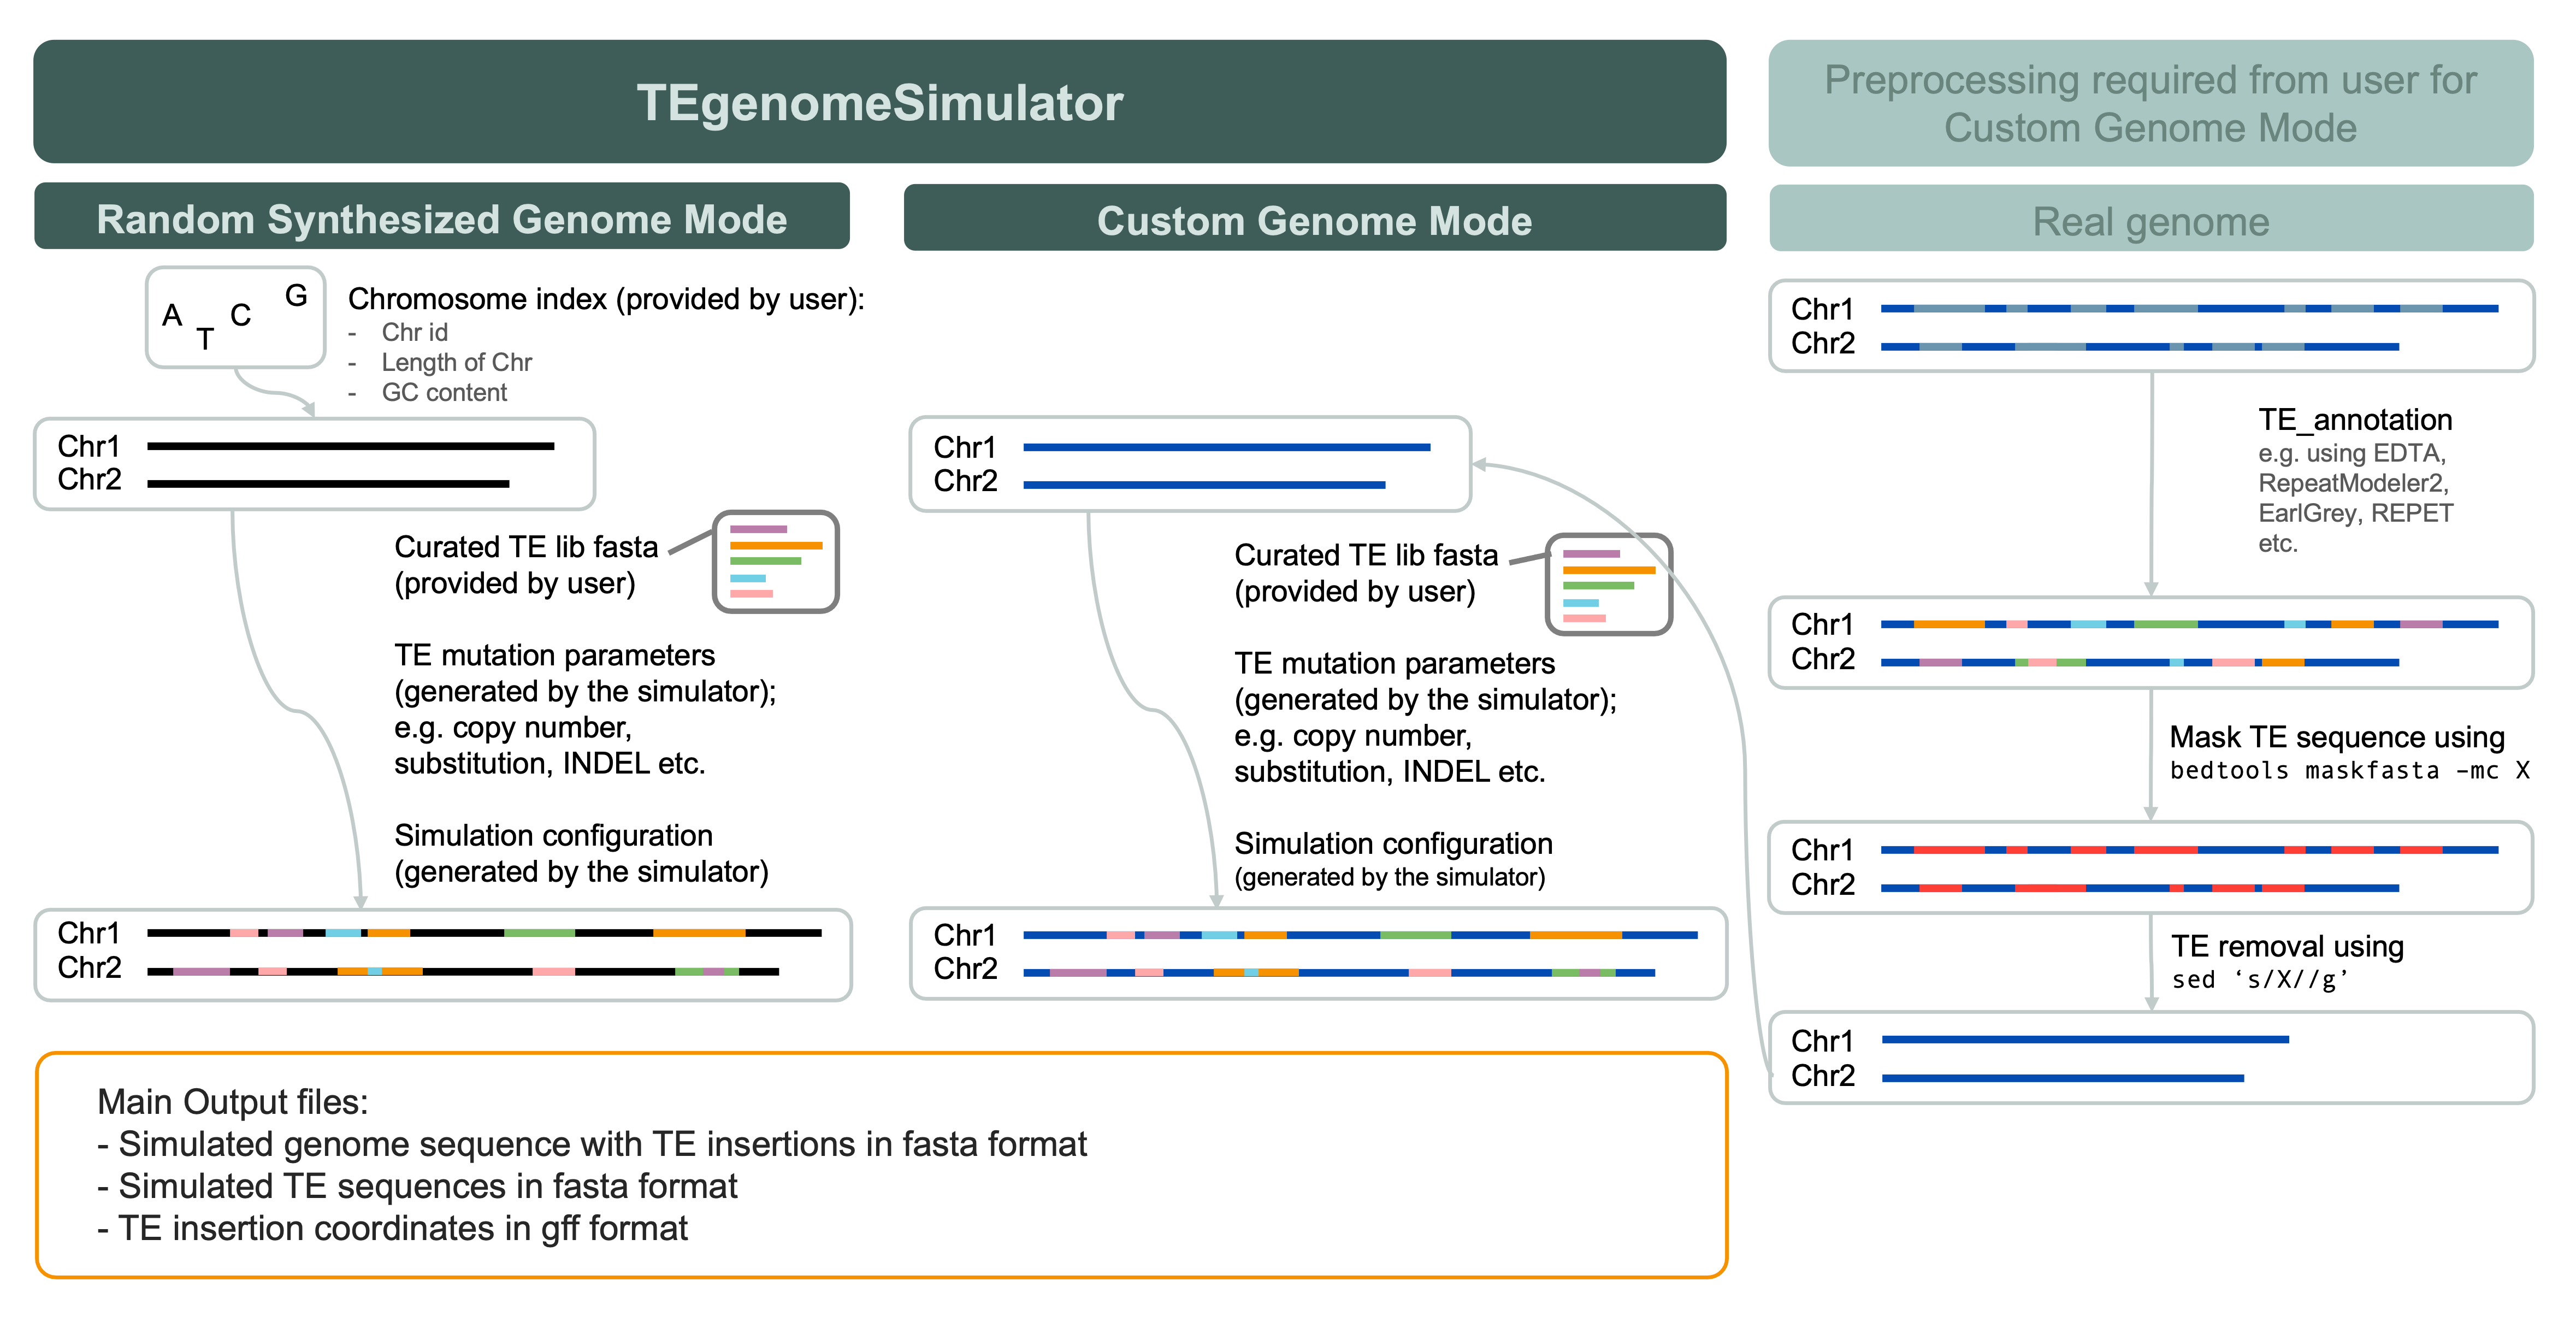 TEgenomeSimulator
Random Synthesized Genome Mode
A
T
C
G
Chromosome index (provided by user):
- Chr id
- Length of Chr
- GC content
Chr1
Chr2
Curated TE lib fasta
(provided by user)
TE mutation parameters
(generated by the simulator);
e.g. copy number,
substitution, INDEL etc.
Simulation configuration
(generated by the simulator)
Chr1
Chr2
Custom Genome Mode
Chr1
Chr2
Curated TE lib fasta
(provided by user)
TE mutation parameters
(generated by the simulator);
e.g. copy number,
substitution, INDEL etc.
Simulation configuration
(generated by the simulator)
Chr1
Chr2
Preprocessing required from user for
Custom Genome Mode
Real genome
Chr1
Chr2
TE_annotation
e.g. using EDTA,
RepeatModeler2,
EarlGrey, REPET
etc.
Chr1
Chr2
Mask TE sequence using
bedtools maskfasta –mc X
Chr1
Chr2
TE removal using
sed ‘s/X//g’
Chr1
Chr2
Main Output files:
- Simulated genome sequence with TE insertions in fasta format
- Simulated TE sequences in fasta format
- TE insertion coordinates in gff format